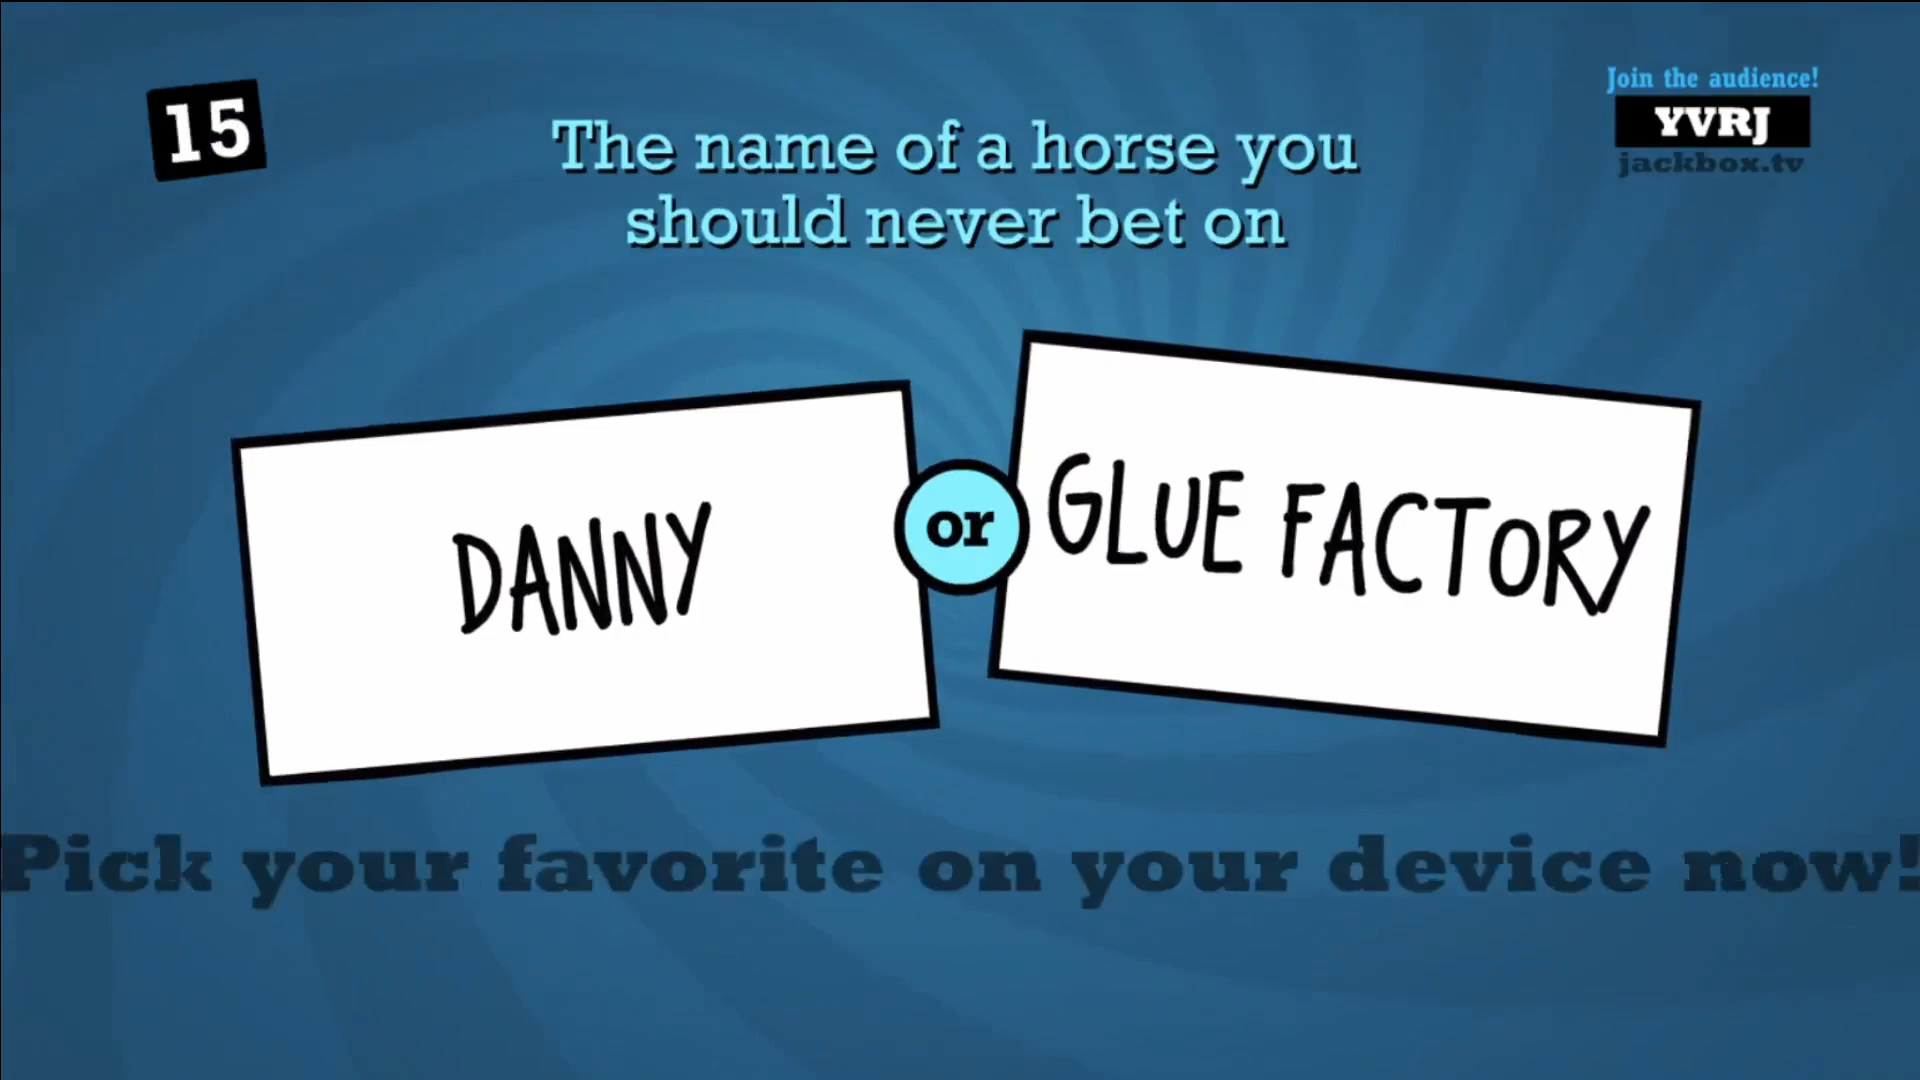 15
Join the audience!
YVRJ
jackbox.tv
The name of a horse you
should never bet on
DANNY
or
GLUE FACTORY
Pick your favorite on your device now!